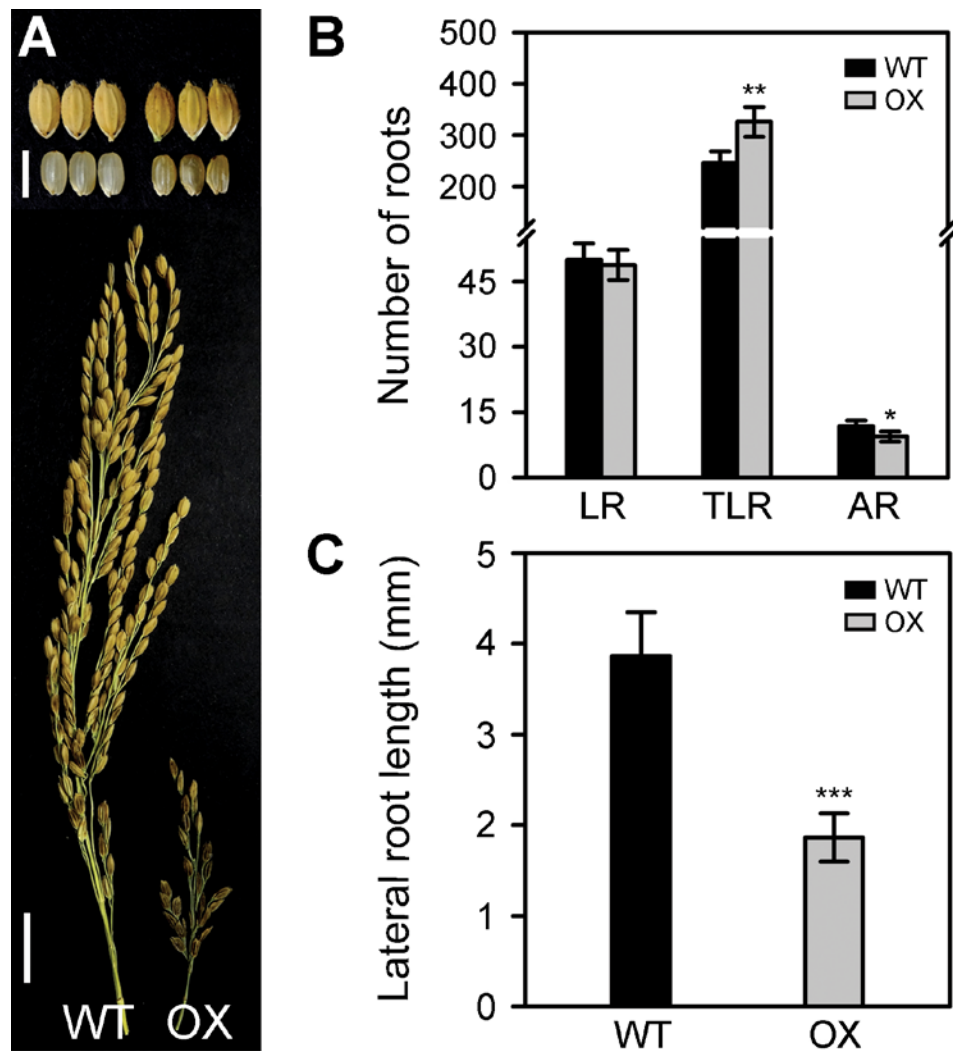 A
WT OX
B
Number of roots
500
400
300
200
45
30
15
0
WT
OX
**
*
LR TLR AR
C
Lateral root length (mm)
5
4
3
2
1
0
WT
OX
***
WT OX